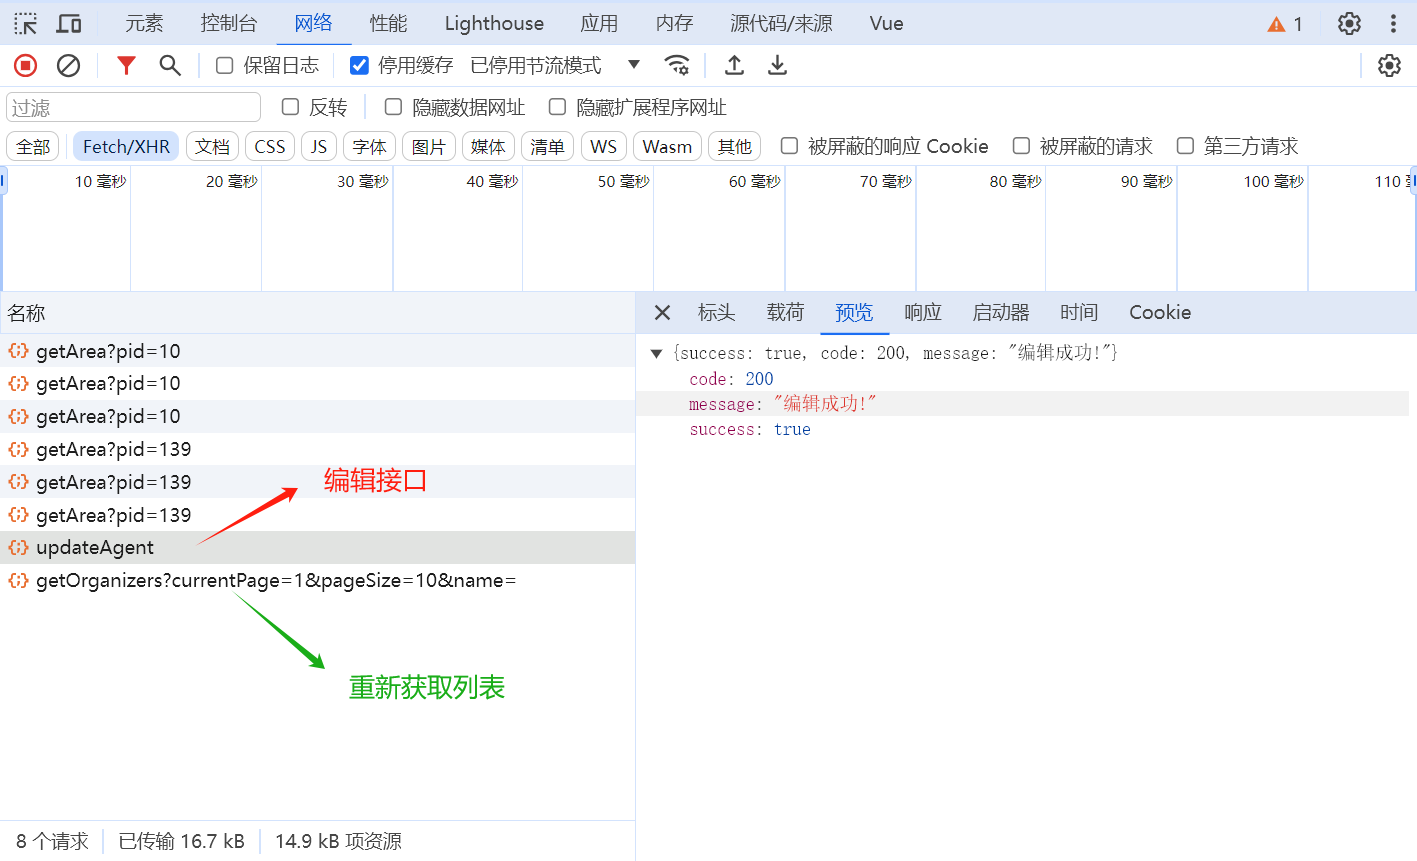 元素 控制台 网络 性能 Lighthouse 应用 内存 源代码/来源 Vue 1
保留日志 停用缓存 已停用节流模式
过滤 反转 隐藏数据网址 隐藏扩展程序网址
全部 Fetch/XHR 文档 CSS JS 字体 图片 媒体 清单 WS Wasm 其他 被屏蔽的响应 Cookie 被屏蔽的请求 第三方请求
10 毫秒 20 毫秒 30 毫秒 40 毫秒 50 毫秒 60 毫秒 70 毫秒 80 毫秒 90 毫秒 100 毫秒 110
名称
getArea?pid=10
getArea?pid=10
getArea?pid=10
getArea?pid=139
getArea?pid=139
getArea?pid=139
编辑接口
updateAgent
getOrganizers?currentPage=1&pageSize=10&name=
重新获取列表
8 个请求 已传输 16.7 kB 14.9 kB 项资源
标头 载荷 预览 响应 启动器 时间 Cookie
{success: true, code: 200, message: "编辑成功!"}
code: 200
message: "编辑成功!"
success: true